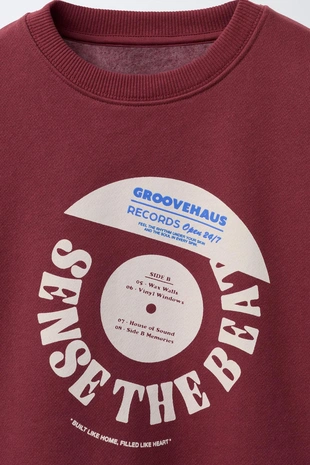 GROOVEHAUS
RECORDS Open 24/7
FEEL THE RHYTHM UNDER YOUR SKIN
AND THE SOUL IN EVERY SPIN.
SENSE THE BEAT
SIDE B
05 - Wax Walls
06 - Vinyl Windows
07 - House of Sound
08 - Side B Memories
"BUILT LIKE HOME, FILLED LIKE HEART"